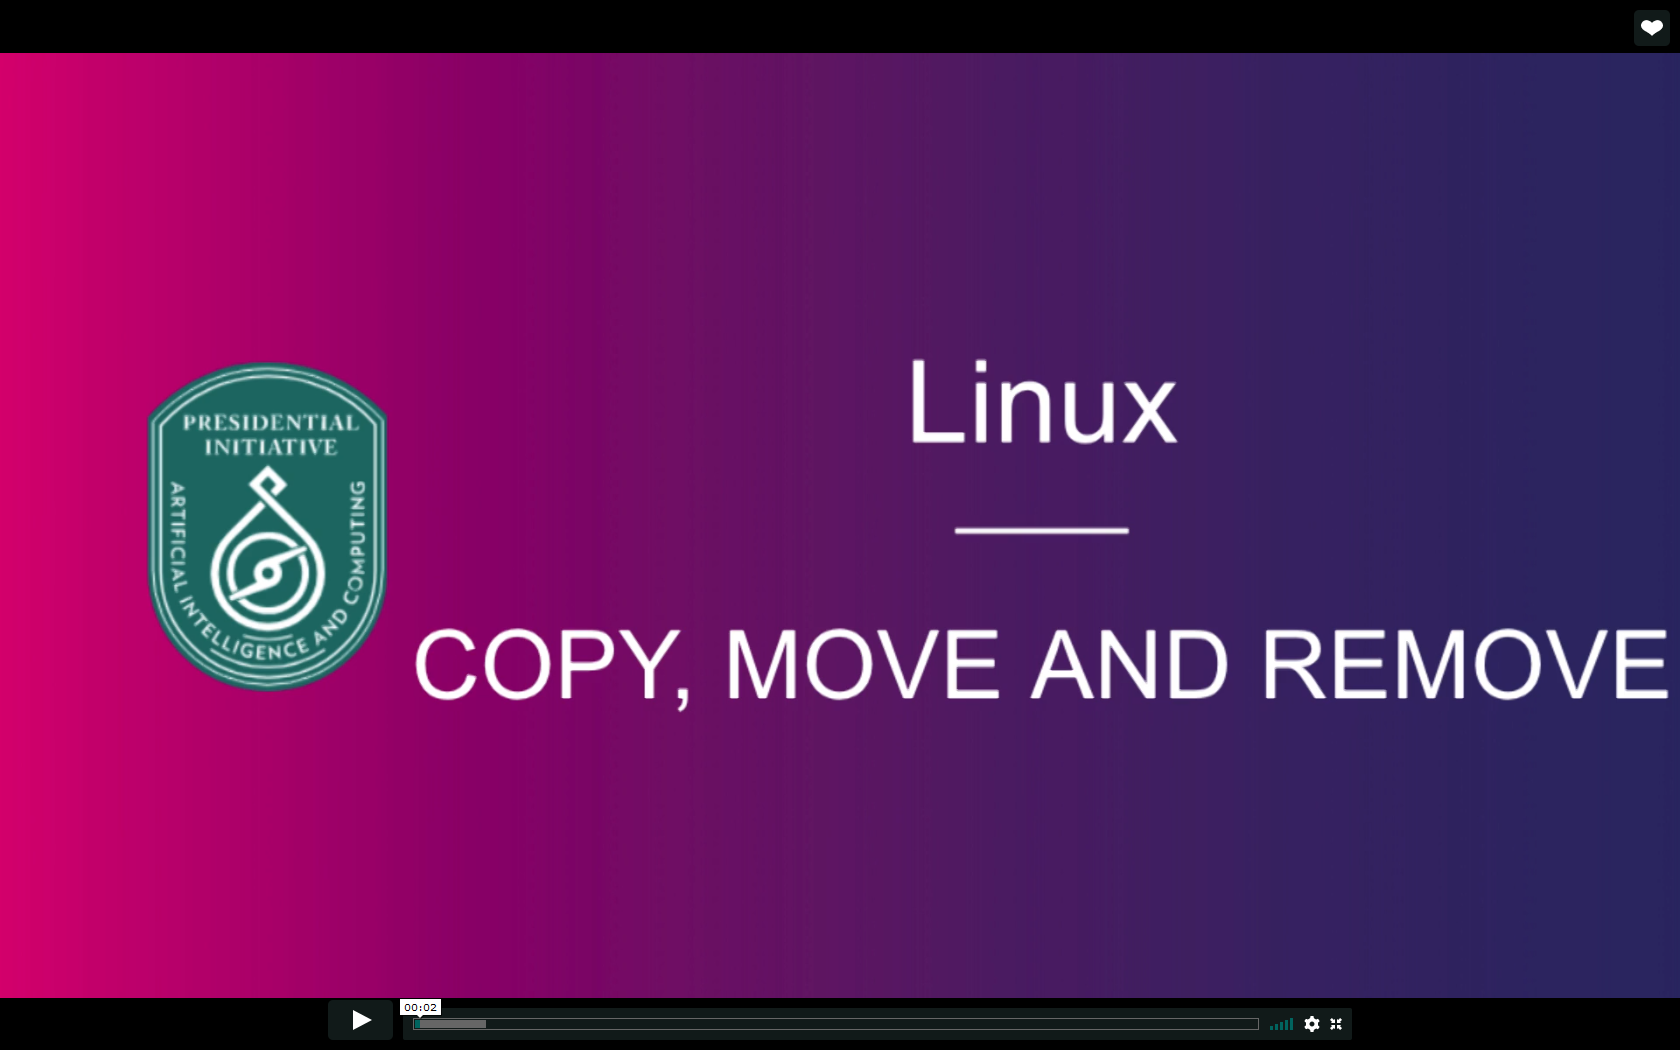 PRESIDENTIAL
INITIATIVE
ARTIFICIAL INTELLIGENCE AND COMPUTING
Linux
COPY, MOVE AND REMOVE
00:02